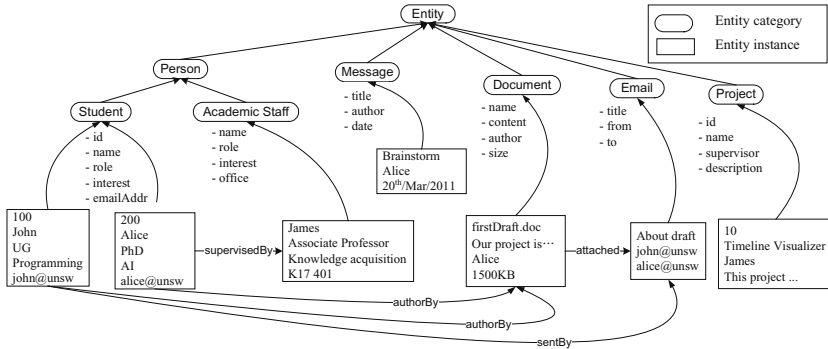 Entity
Entity category
Entity instance
Person
Message
- title
- author
- date
Document
- name
- content
- author
- size
Email
- title
- from
- to
Project
- id
- name
- supervisor
- description
Student
- id
- name
- role
- interest
- emailAddr
Academic Staff
- name
- role
- interest
- office
Brainstorm
Alice
20th/Mar/2011
100
John
UG
Programming
john@unsw
200
Alice
PhD
AI
alice@unsw
supervisedBy
James
Associate Professor
Knowledge acquisition
K17 401
firstDraft.doc
Our project is…
Alice
1500KB
attached
About draft
john@unsw
alice@unsw
10
Timeline Visualizer
James
This project ...
authorBy
authorBy
sentBy